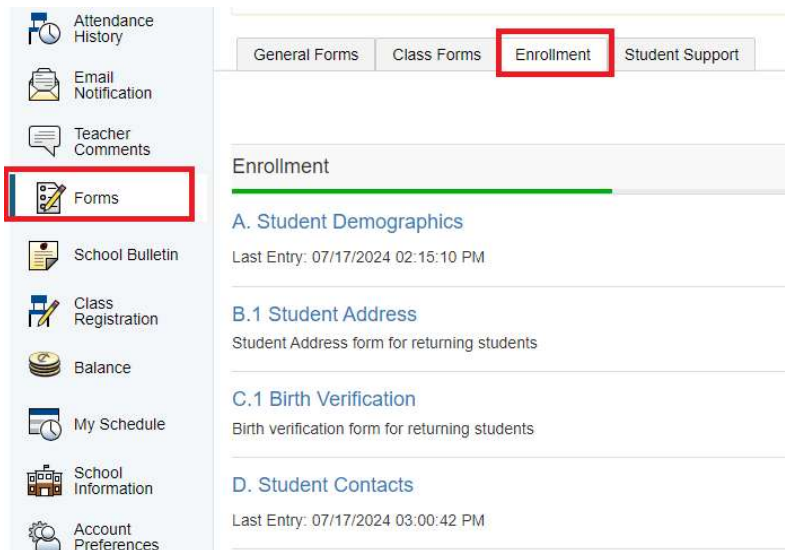 Attendance
History
Email
Notification
Teacher
Comments
Forms
School Bulletin
Class
Registration
Balance
My Schedule
School
Information
Account
Preferences
General Forms
Class Forms
Enrollment
Student Support
Enrollment
A. Student Demographics
Last Entry: 07/17/2024 02:15:10 PM
B.1 Student Address
Student Address form for returning students
C.1 Birth Verification
Birth verification form for returning students
D. Student Contacts
Last Entry: 07/17/2024 03:00:42 PM